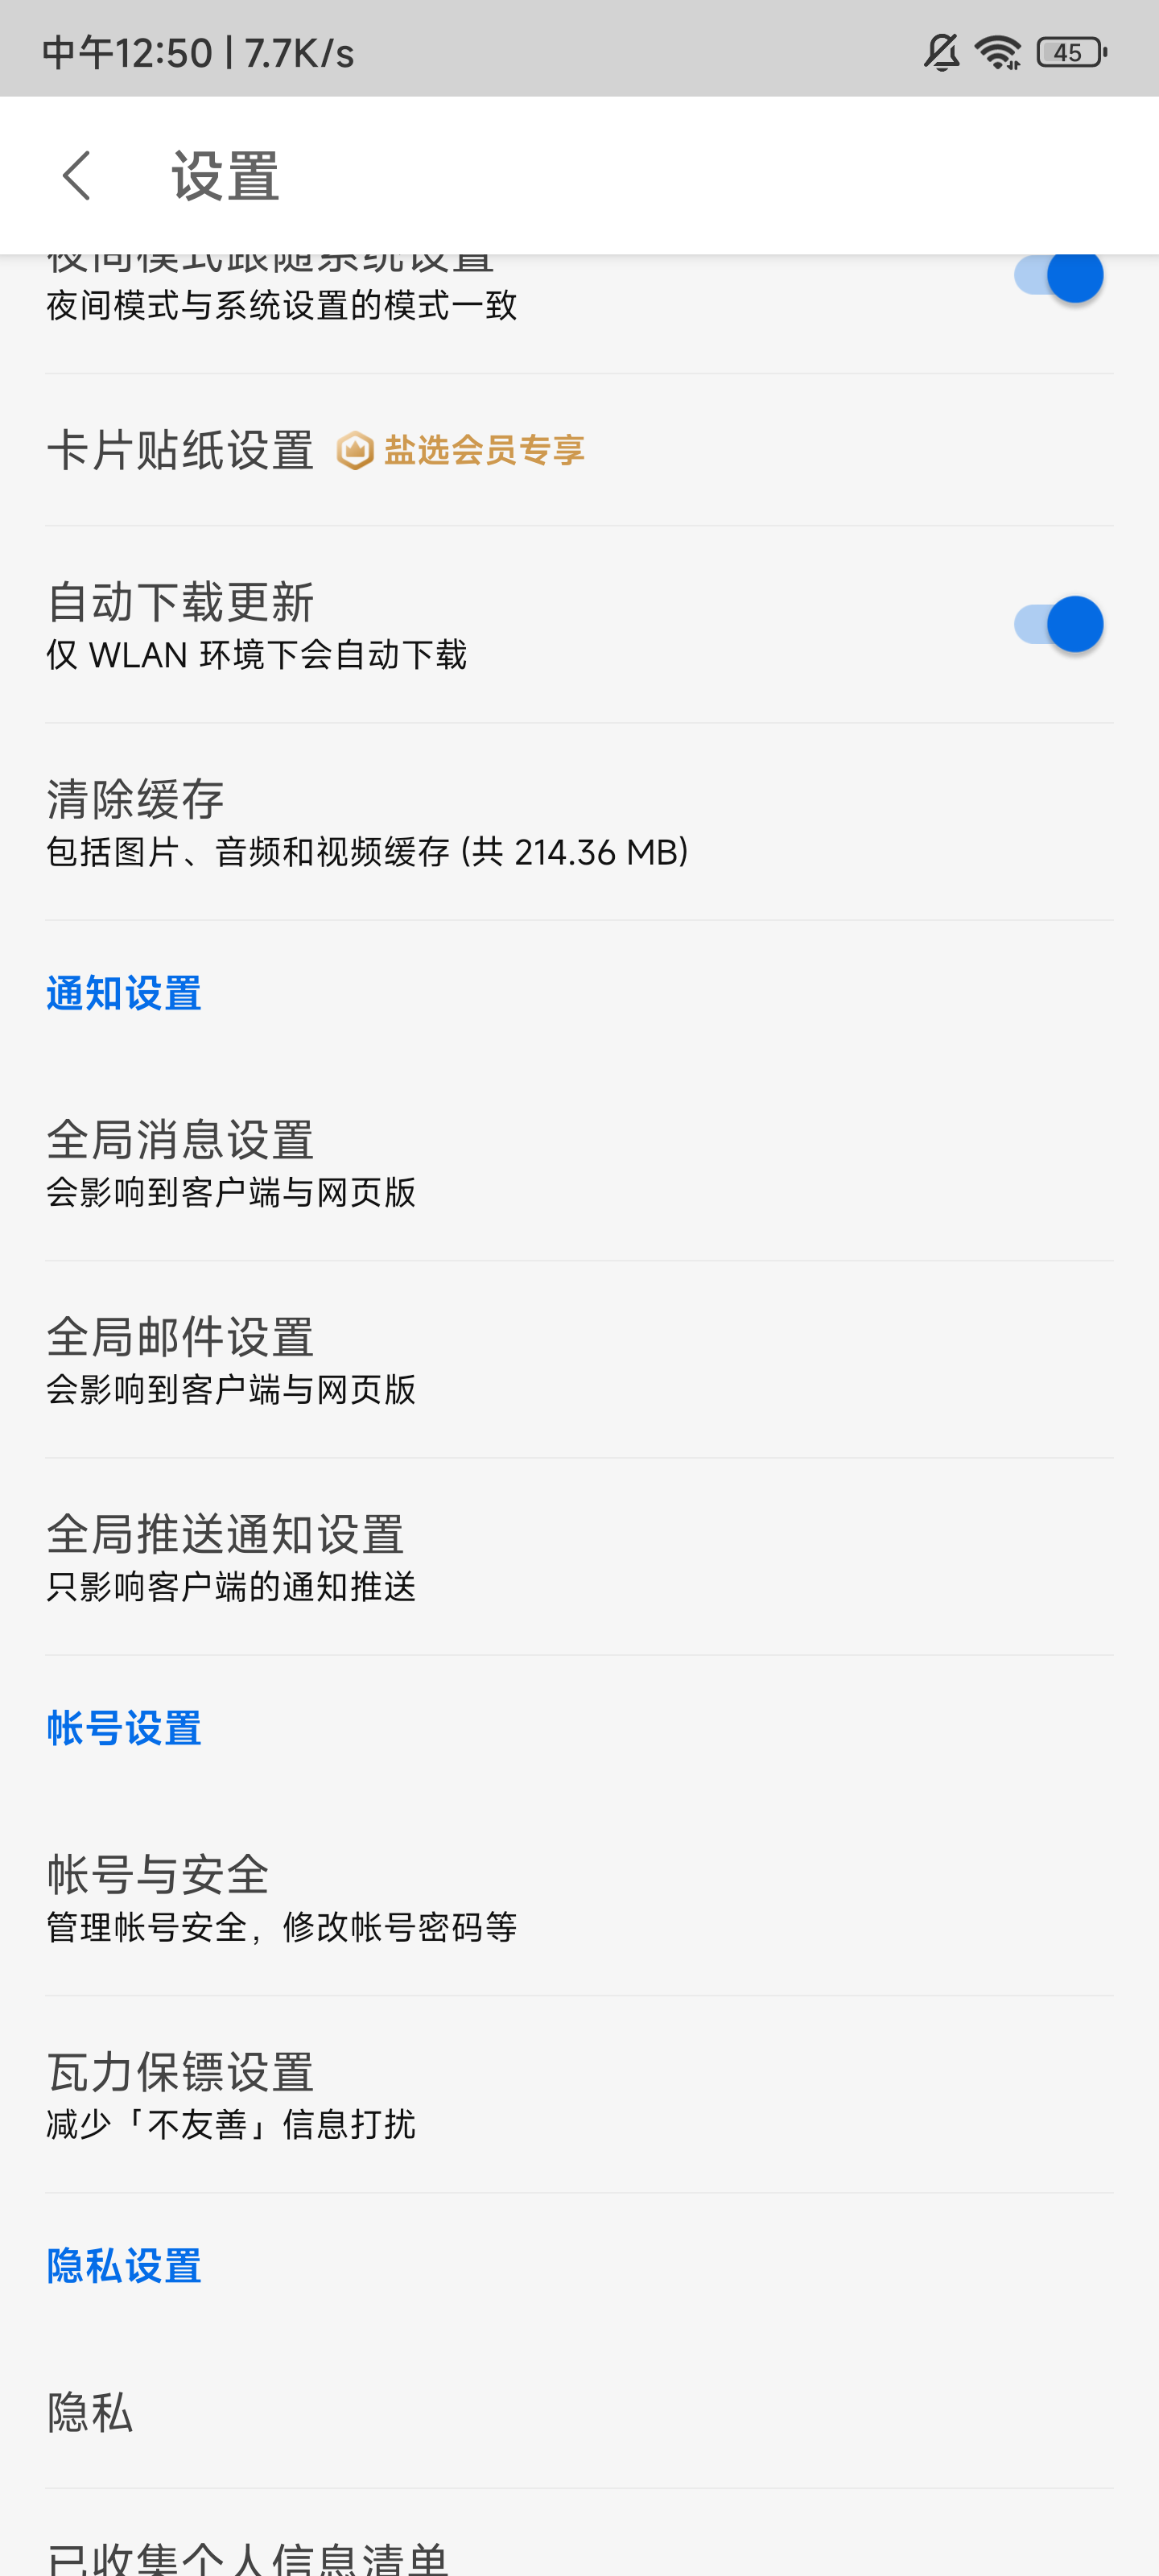 中午12:50 | 7.7K/s
45
设置
夜间模式跟随系统设置
夜间模式与系统设置的模式一致
卡片贴纸设置 盐选会员专享
自动下载更新
仅 WLAN 环境下会自动下载
清除缓存
包括图片、音频和视频缓存 (共 214.36 MB)
通知设置
全局消息设置
会影响到客户端与网页版
全局邮件设置
会影响到客户端与网页版
全局推送通知设置
只影响客户端的通知推送
帐号设置
帐号与安全
管理帐号安全，修改帐号密码等
瓦力保镖设置
减少「不友善」信息打扰
隐私设置
隐私
已收集个人信息清单